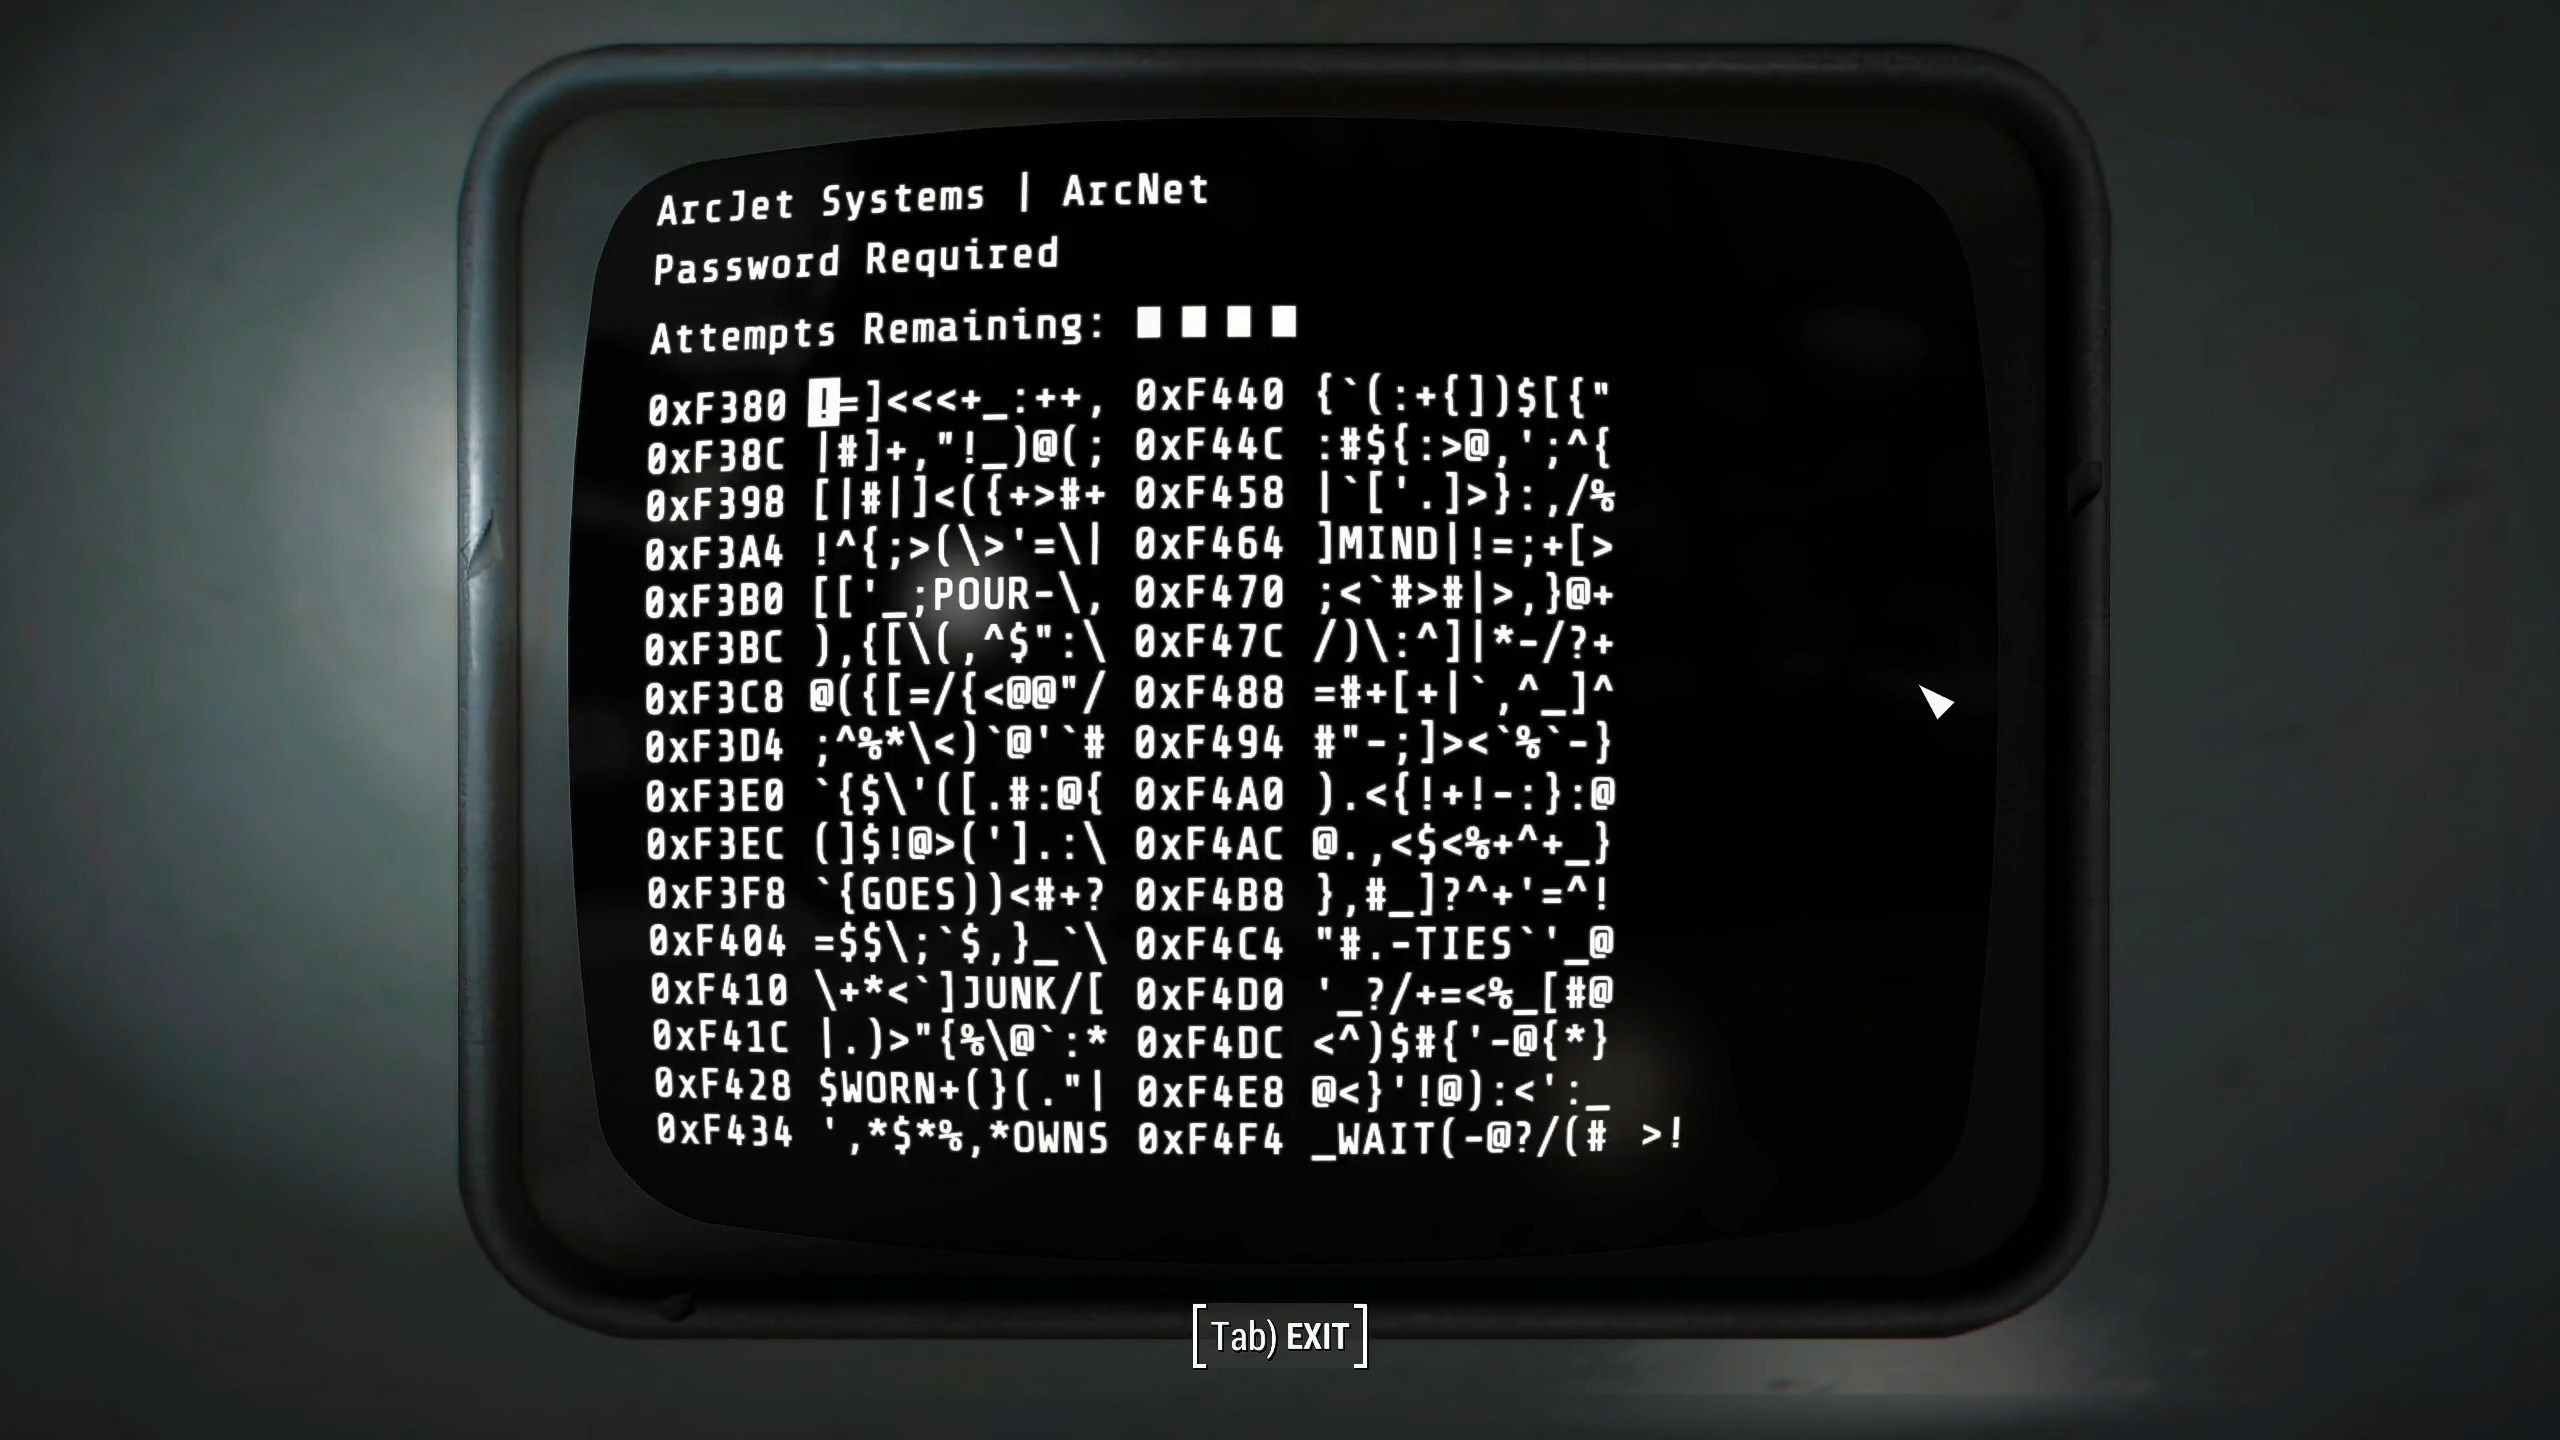 ArcJet Systems | ArcNet
Password Required
Attempts Remaining: ■ ■ ■ ■
0xF380 !=]<<<+_:++, 0xF440 {`(:+{])$[{"
0xF38C |#]+,"!_)@(; 0xF44C :#${:>@,';^{
0xF398 [|#|]<({+>#+ 0xF458 |`['.]>}:,/%
0xF3A4 !^{;>(\>'=\| 0xF464 ]MIND|!=;+[>
0xF3B0 [['_;POUR-\, 0xF470 ;<`#>#|>,}@+
0xF3BC ),{[\(,^$":\ 0xF47C /)\:^]|*-/?+
0xF3C8 @({[=/{<@@"/ 0xF488 =#+[+|`,^_]^
0xF3D4 ;^%*\<)`@'`# 0xF494 #"-;]><`%`-}
0xF3E0 `{$\'([.#:@{ 0xF4A0 ).<{!+!-:}:@
0xF3EC (]$!@>('].:\ 0xF4AC @.,<$<%+^+_}
0xF3F8 `{GOES))<#+? 0xF4B8 },#_]?^+'=^!
0xF404 =$$\;`$,}_`\ 0xF4C4 "#.-TIES`'_@
0xF410 \+*<`]JUNK/[ 0xF4D0 '_?/+=<%_[#@
0xF41C |.)>"{%\@`:* 0xF4DC <^)$#{'-@{*}
0xF428 $WORN+(}(."| 0xF4E8 @<}'!@):<':_
0xF434 ',*$*%,*OWNS 0xF4F4 _WAIT(-@?/(# >!
[Tab) EXIT]